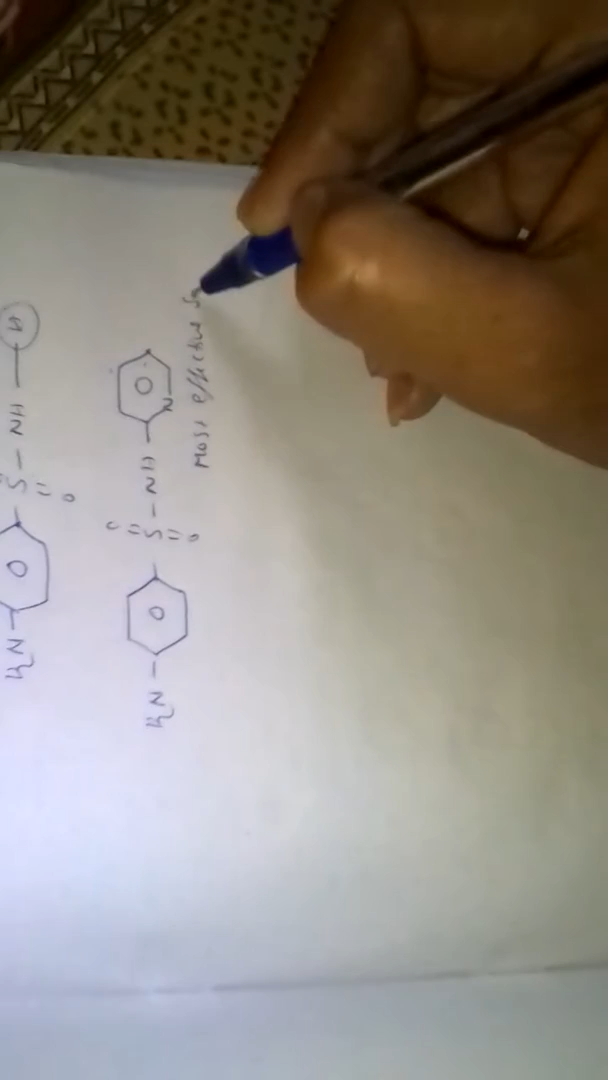 H₂N - S - NH - H
O
H₂N - S - NH - N
O O
Most effective